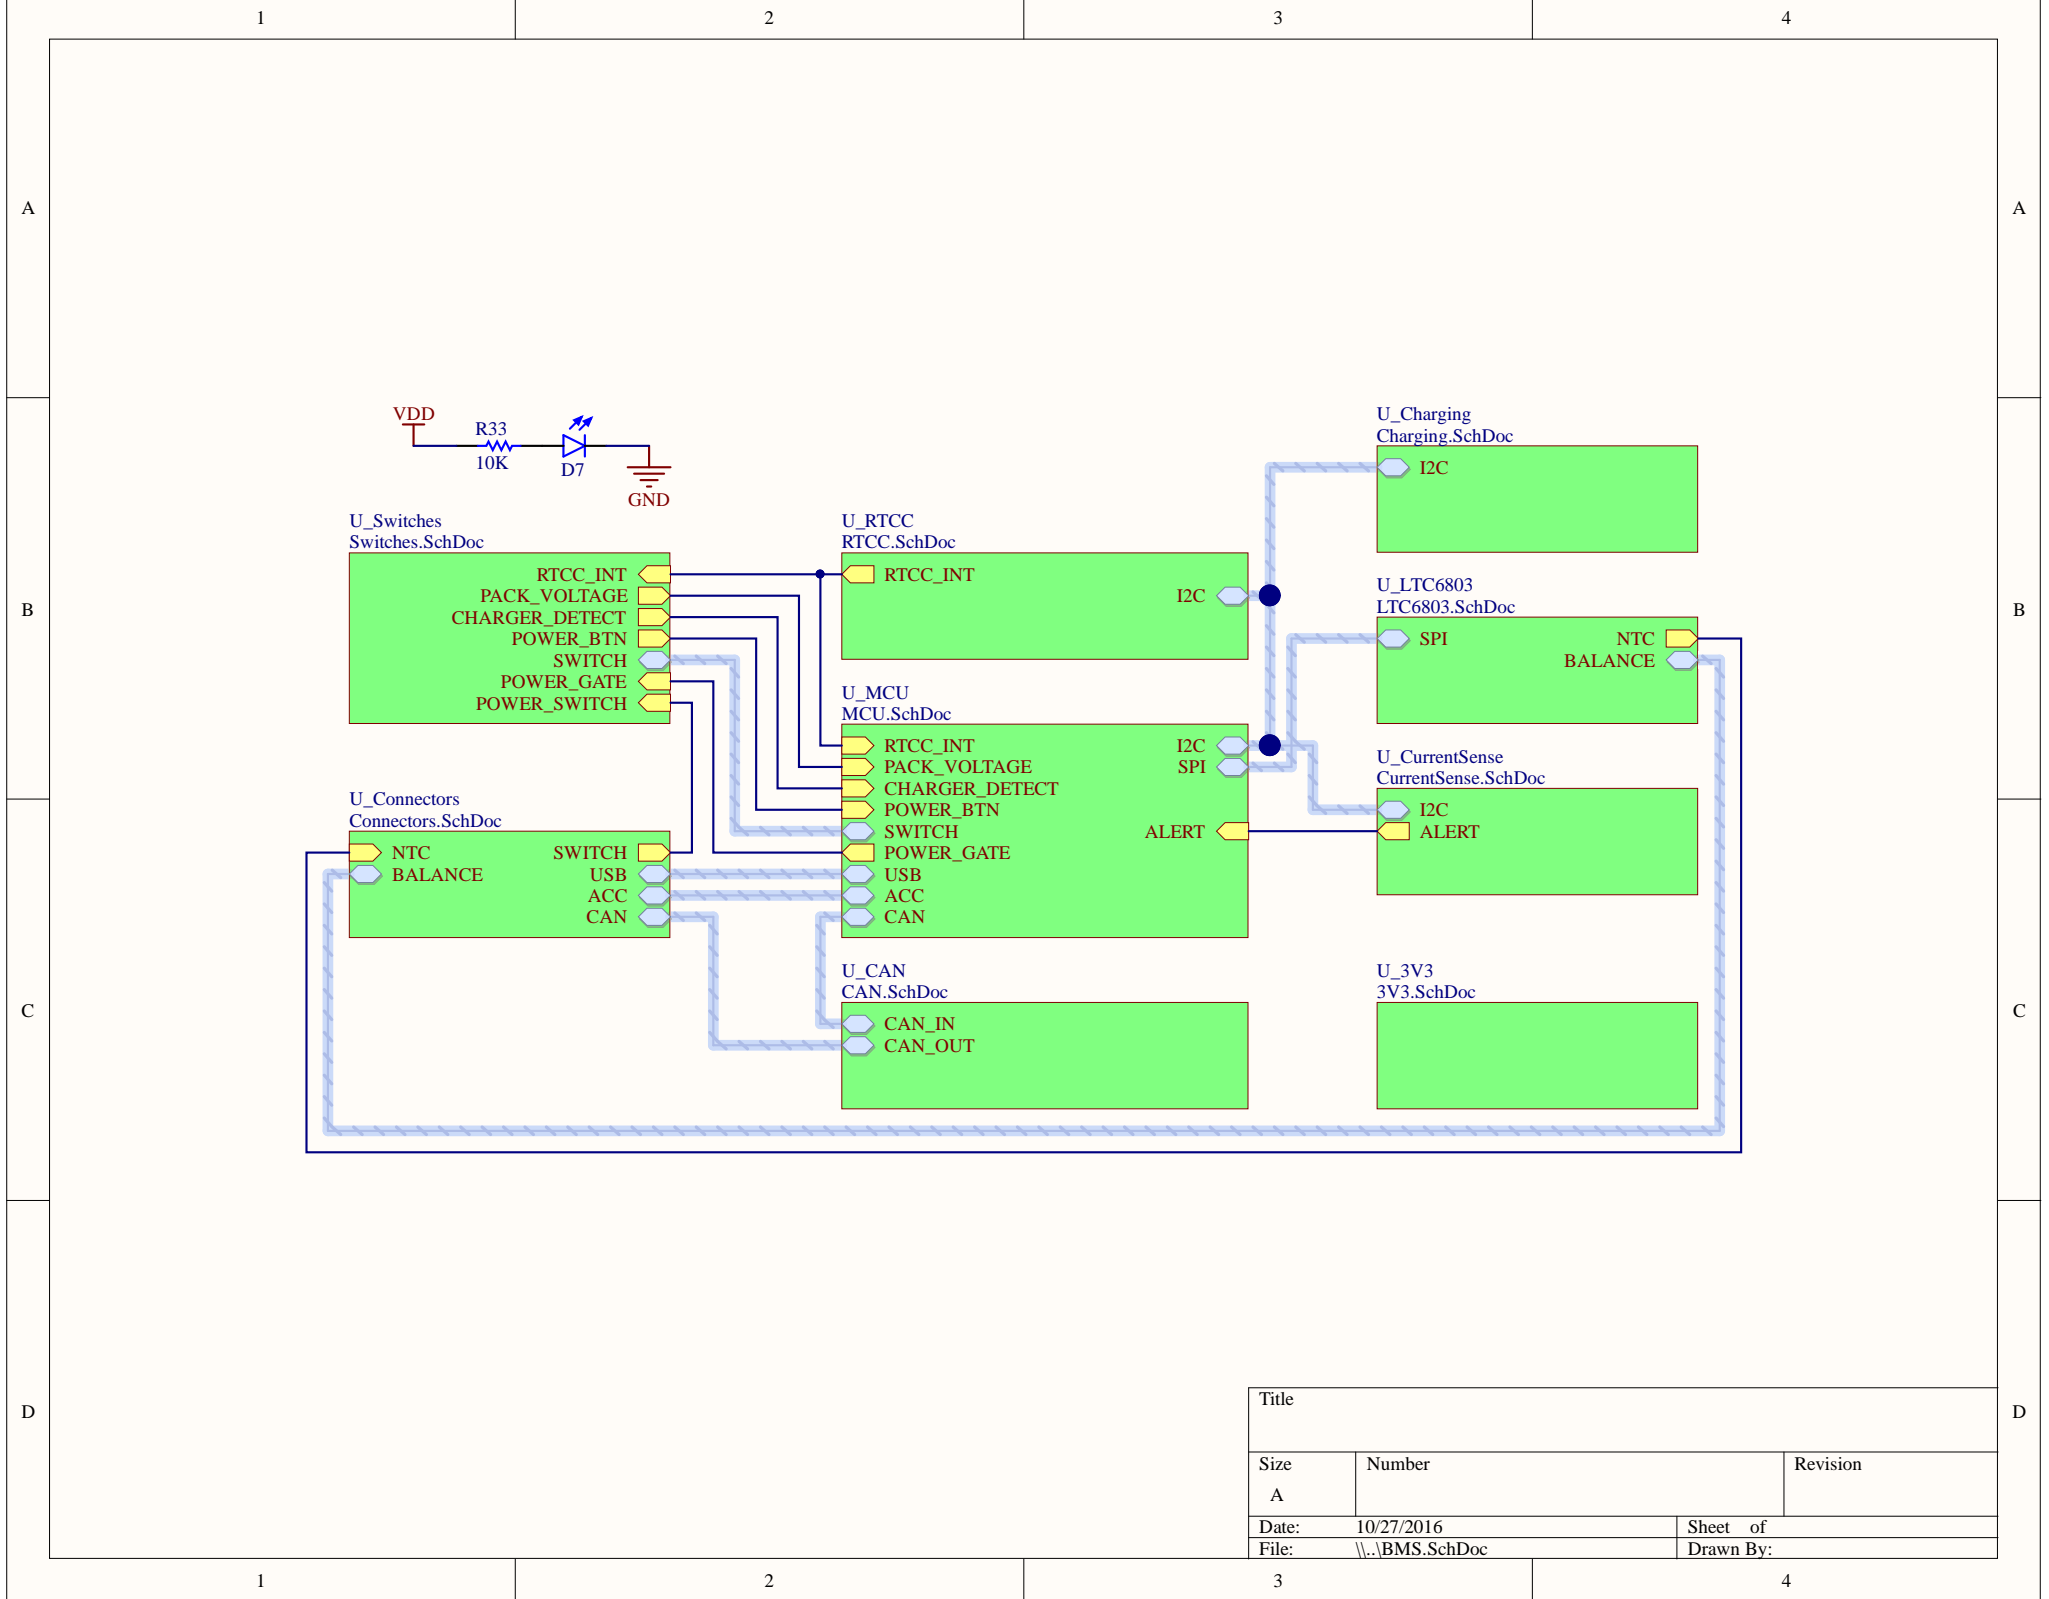 1 2 3 4
A A
VDD
R33
10K
D7
GND
U_Charging
Charging.SchDoc
I2C
U_Switches
Switches.SchDoc
RTCC_INT
PACK_VOLTAGE
CHARGER_DETECT
POWER_BTN
SWITCH
POWER_GATE
POWER_SWITCH
U_RTCC
RTCC.SchDoc
RTCC_INT
I2C
B B
U_LTC6803
LTC6803.SchDoc
SPI NTC
BALANCE
U_MCU
MCU.SchDoc
RTCC_INT I2C
PACK_VOLTAGE SPI
CHARGER_DETECT
POWER_BTN
SWITCH ALERT
POWER_GATE
USB
ACC
CAN
U_CurrentSense
CurrentSense.SchDoc
I2C
ALERT
U_Connectors
Connectors.SchDoc
NTC SWITCH
BALANCE USB
ACC
CAN
U_CAN
CAN.SchDoc
CAN_IN
CAN_OUT
U_3V3
3V3.SchDoc
C C
D D
Title
Size Number Revision
A
Date: 10/27/2016 Sheet of
File: \\..\BMS.SchDoc Drawn By:
1 2 3 4